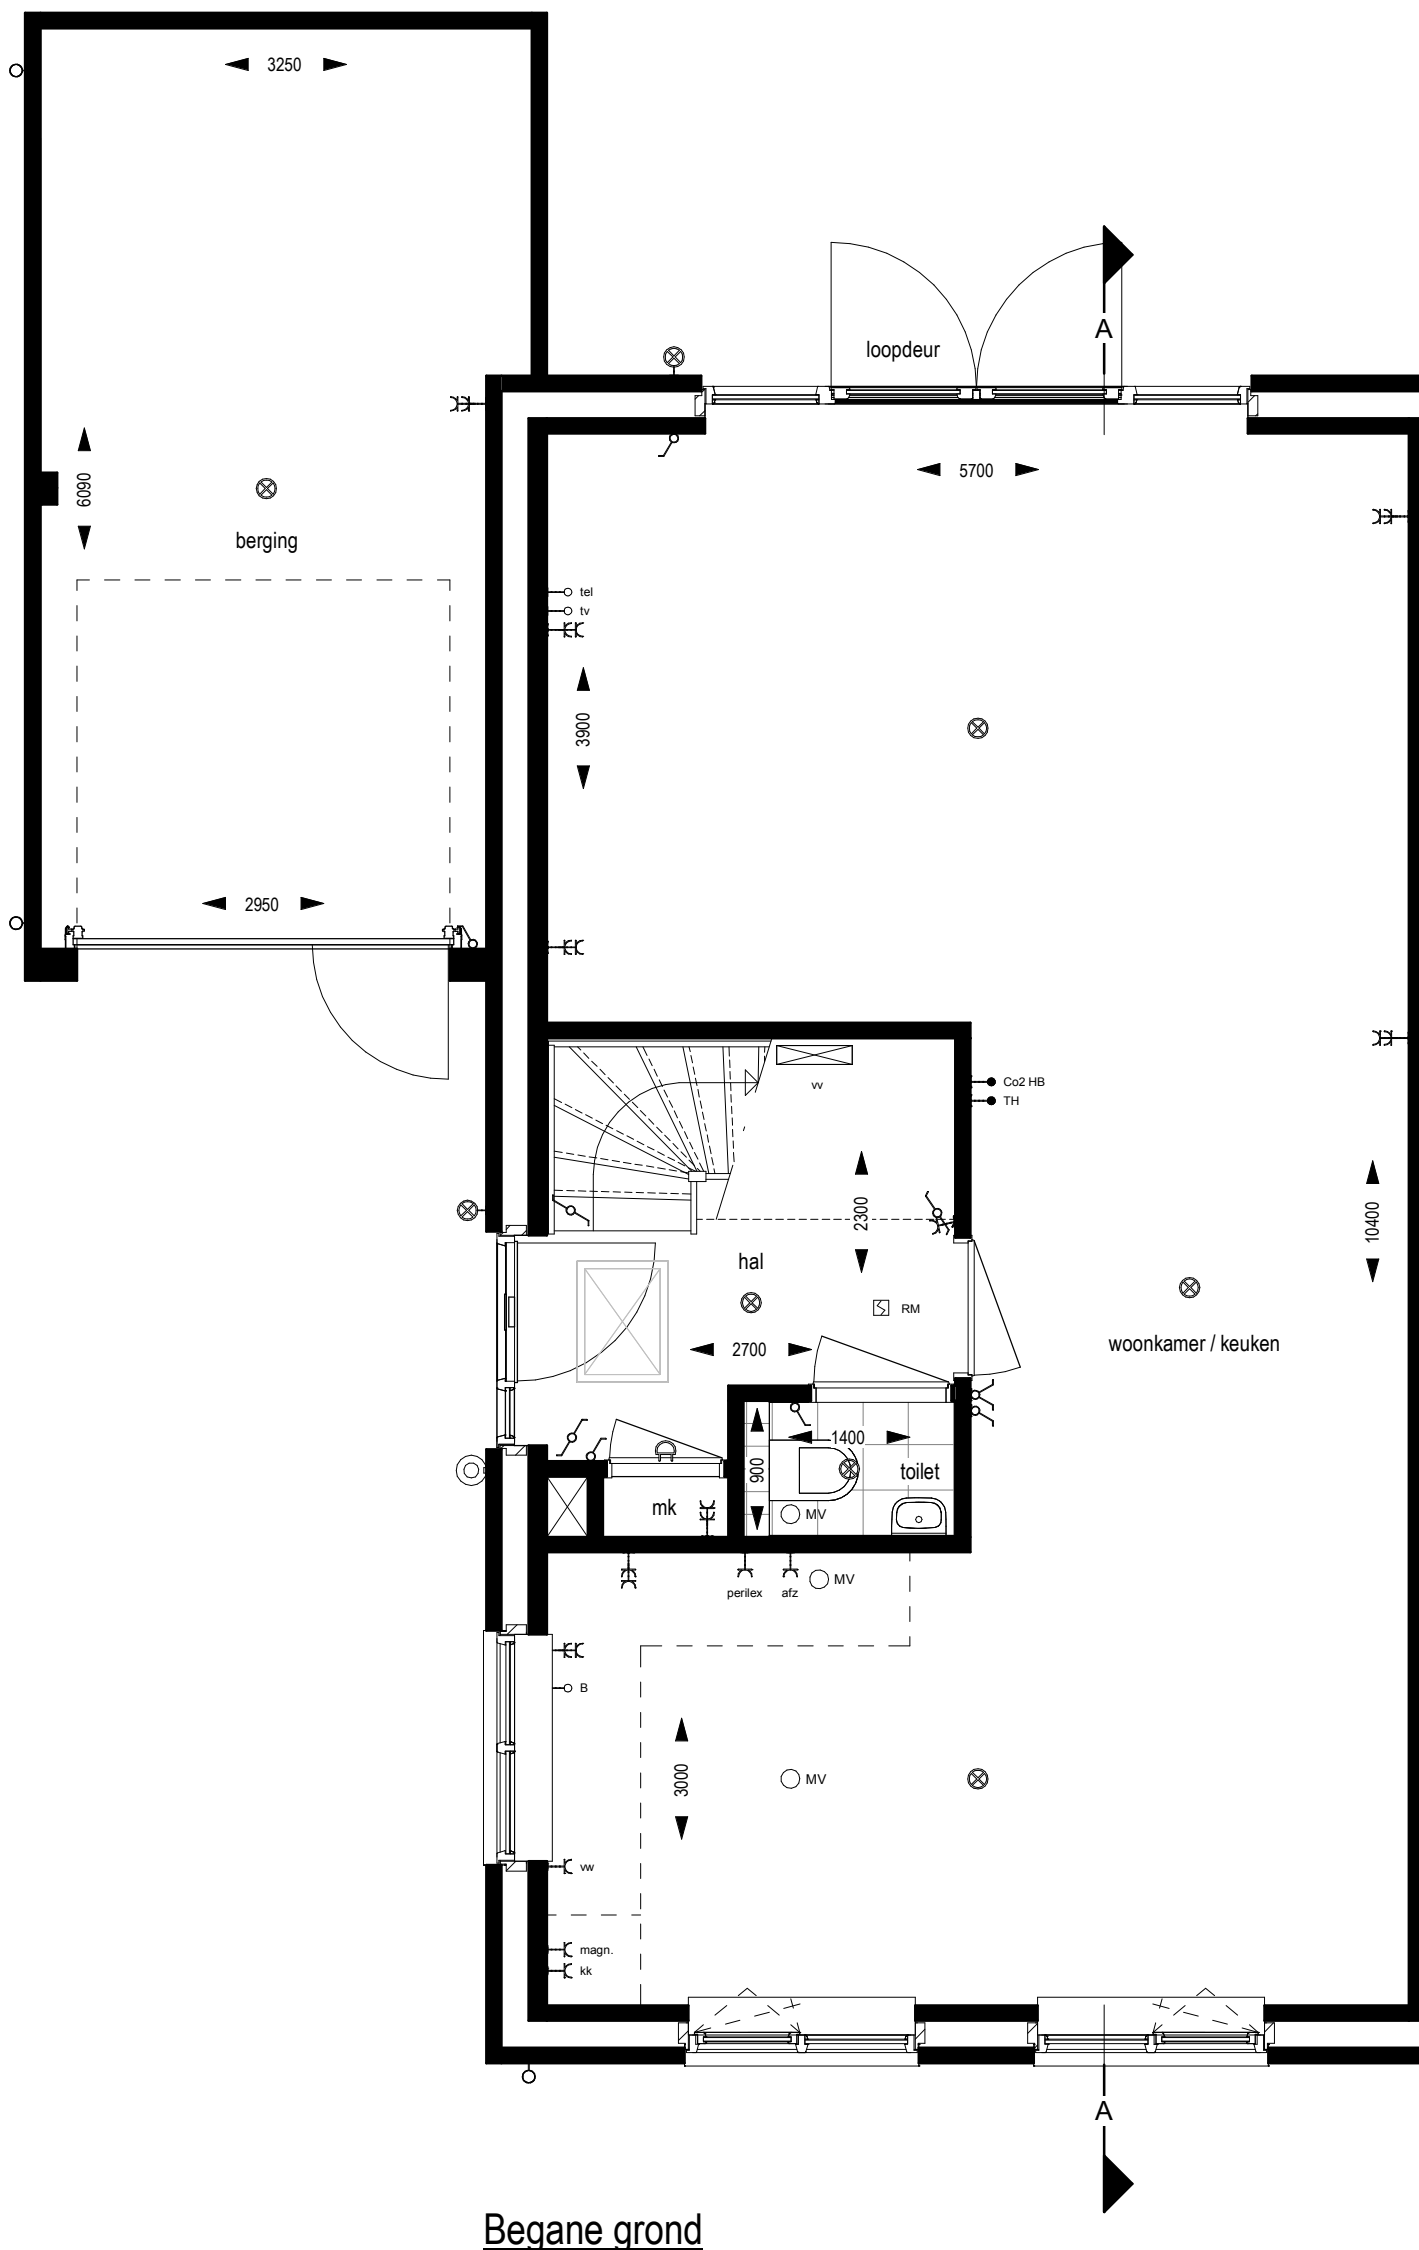 3250
A
loopdeur
5700
6090
berging
tel
tv
3900
2950
vv
Co2 HB
TH
2300
10400
hal
RM
2700
woonkamer / keuken
1400
900
toilet
mk
MV
perilex
afz
MV
B
3000
MV
vw
magn.
kk
A
Begane grond